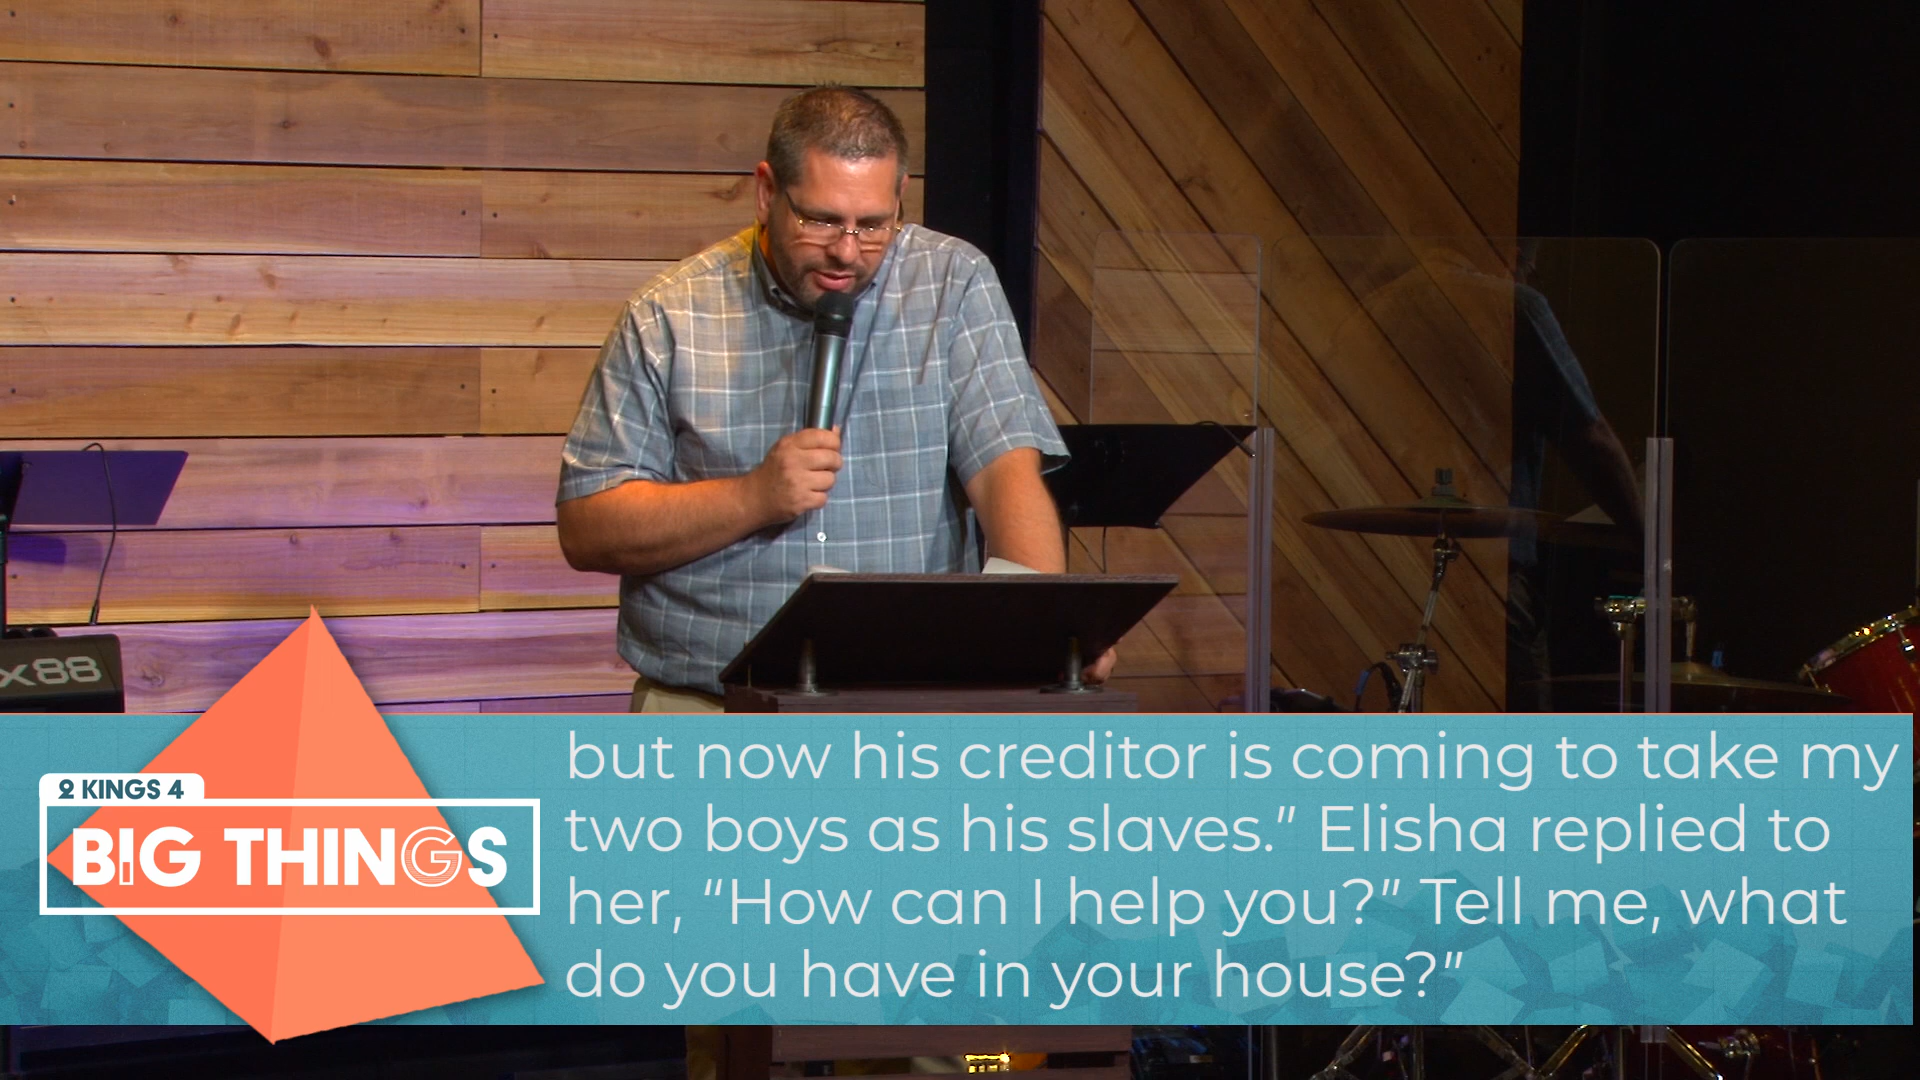 x88
2 KINGS 4
BIG THINGS
but now his creditor is coming to take my
two boys as his slaves.” Elisha replied to
her, “How can I help you?” Tell me, what
do you have in your house?”